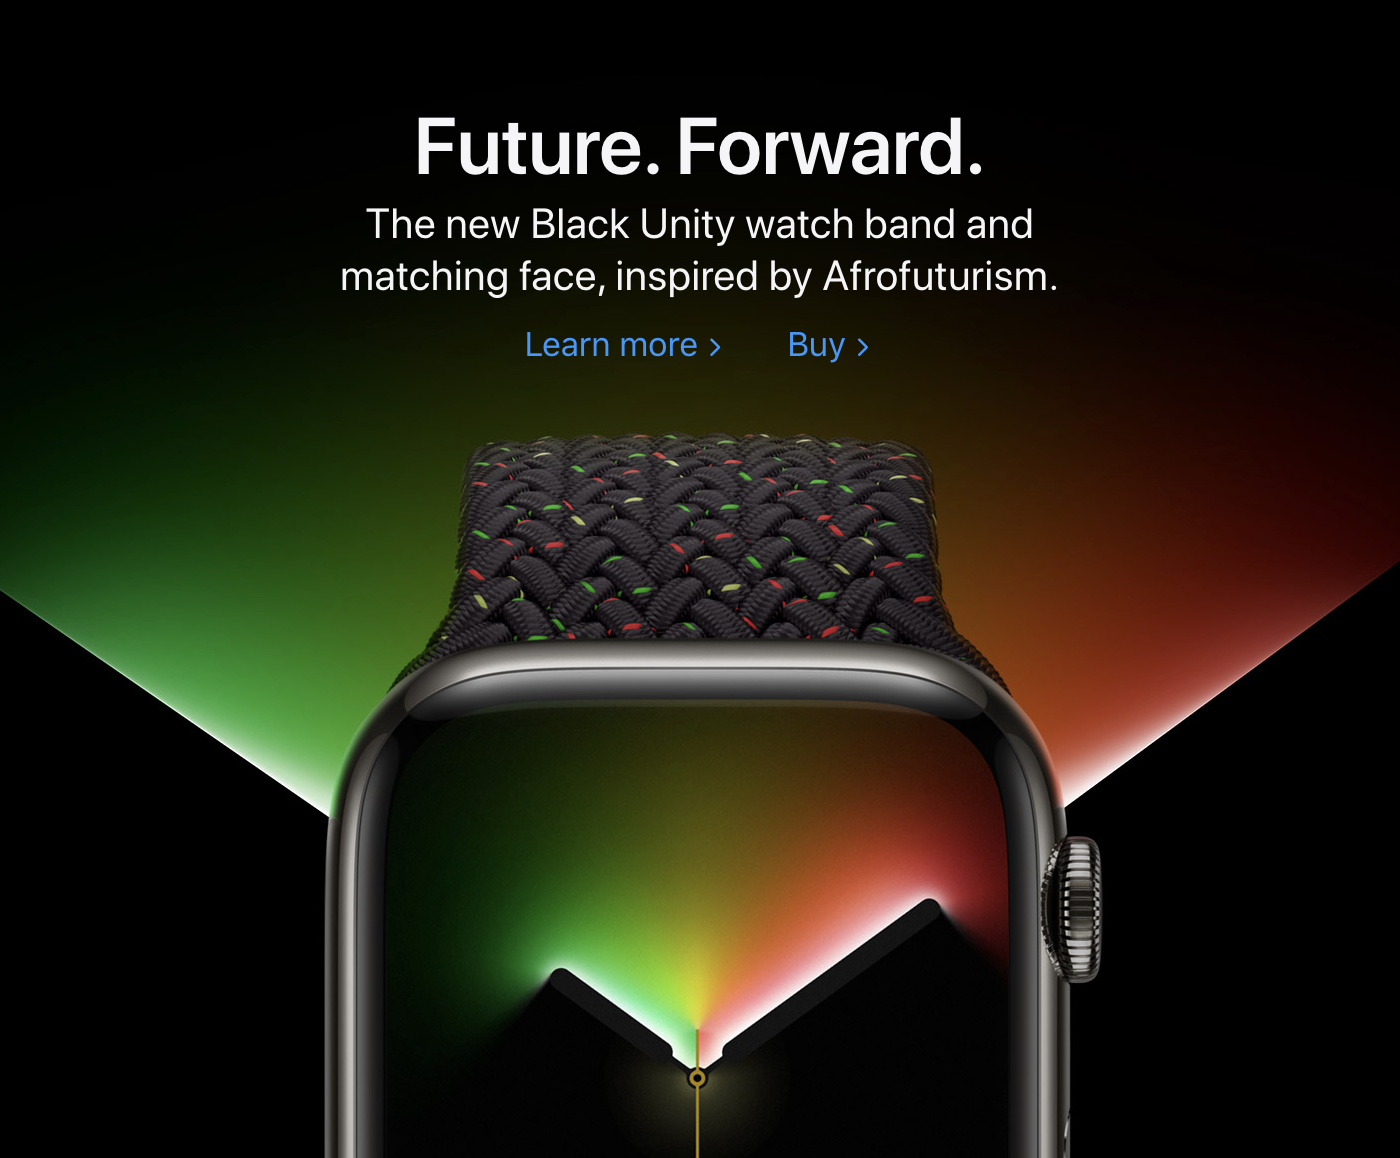 Future. Forward.
The new Black Unity watch band and
matching face, inspired by Afrofuturism.
Learn more >
Buy >